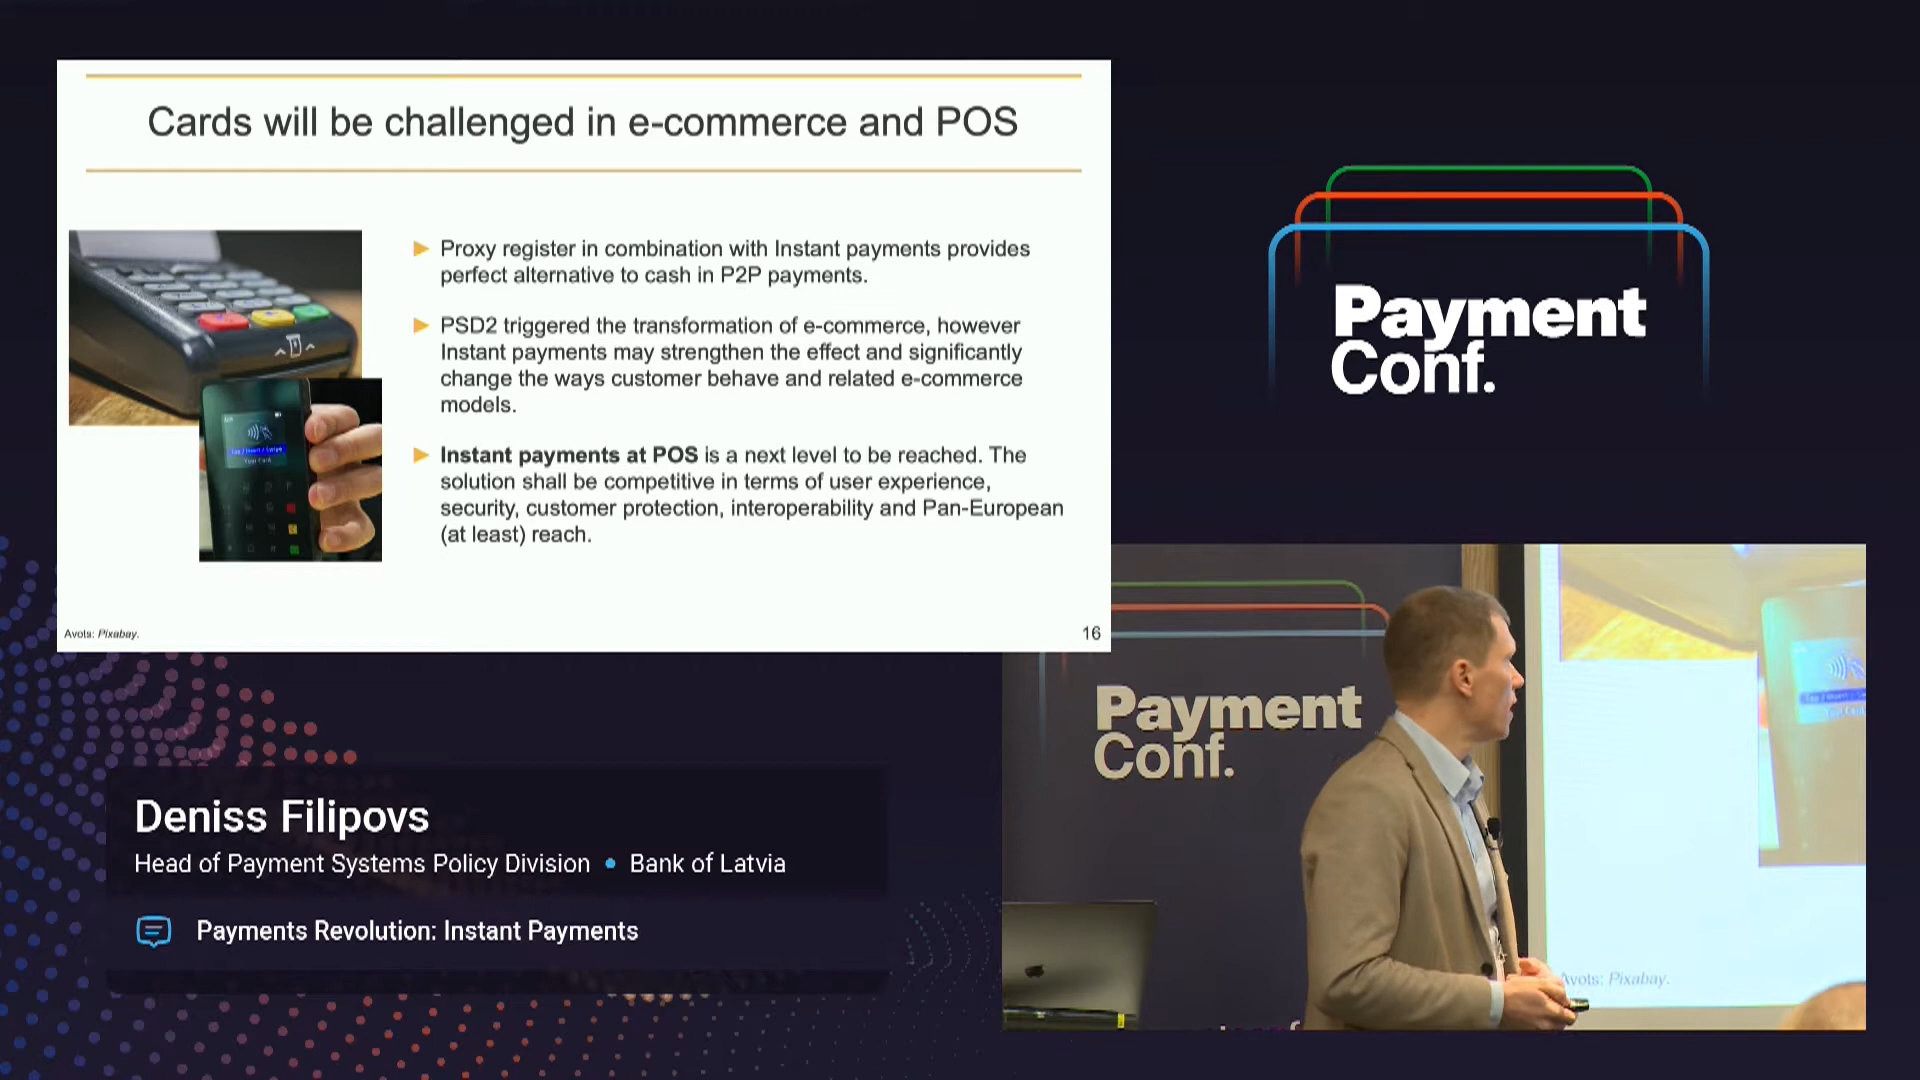 Cards will be challenged in e-commerce and POS
Proxy register in combination with Instant payments provides
perfect alternative to cash in P2P payments.
PSD2 triggered the transformation of e-commerce, however
Instant payments may strengthen the effect and significantly
change the ways customer behave and related e-commerce
models.
Instant payments at POS is a next level to be reached. The
solution shall be competitive in terms of user experience,
security, customer protection, interoperability and Pan-European
(at least) reach.
Avots: Pixabay.
16
Payment
Conf.
Payment
Conf.
Avots: Pixabay.
Deniss Filipovs
Head of Payment Systems Policy Division • Bank of Latvia
Payments Revolution: Instant Payments